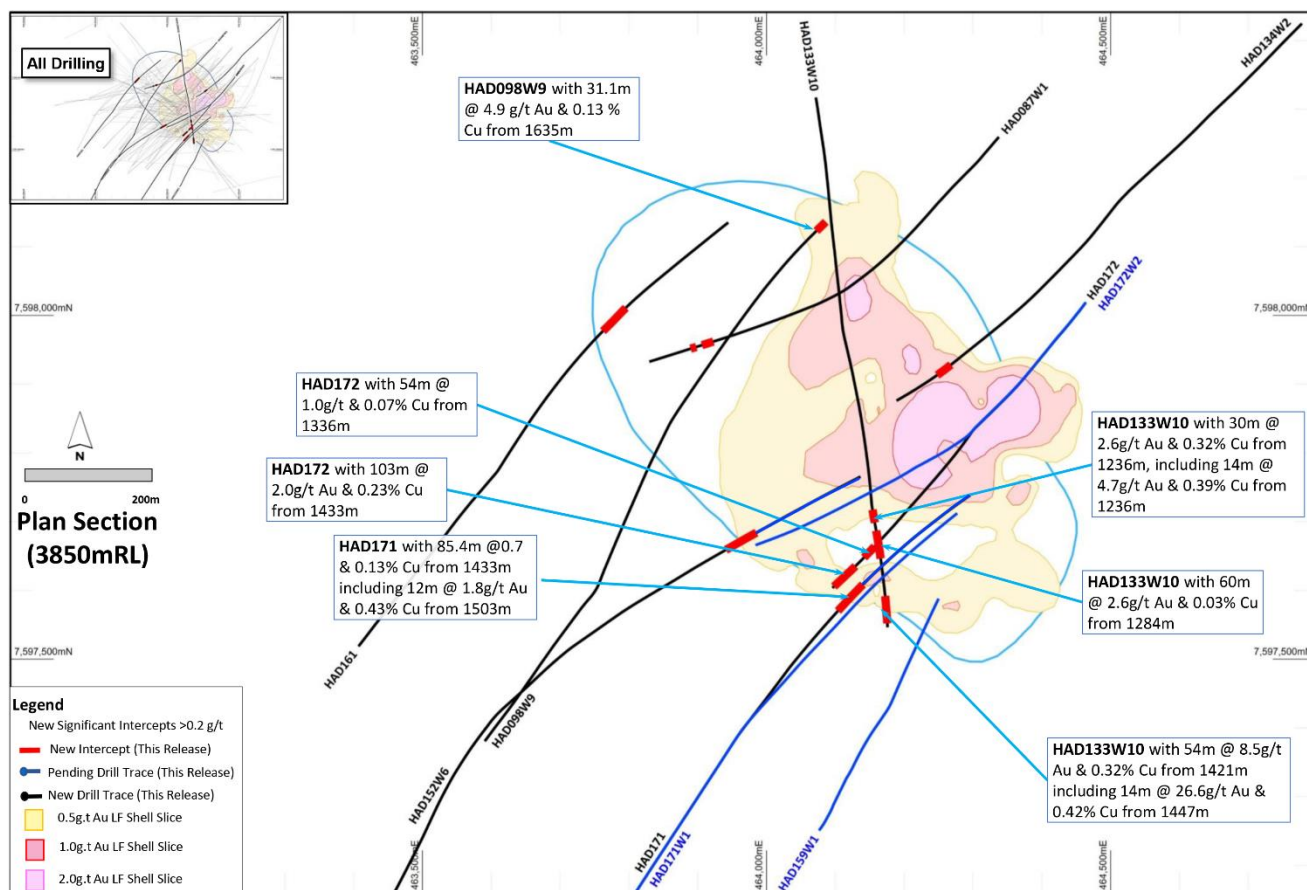 All Drilling
463,500mE
464,000mE
464,500mE
HAD133W10
HAD087W1
HAD134W2
HAD098W9 with 31.1m
@ 4.9 g/t Au & 0.13 %
Cu from 1635m
7,598,000mN
7,598,000mN
HAD172
HAD172W2
HAD172 with 54m @
1.0g/t & 0.07% Cu from
1336m
N
0
200m
Plan Section
(3850mRL)
HAD172 with 103m @
2.0g/t Au & 0.23% Cu
from 1433m
HAD171 with 85.4m @0.7
& 0.13% Cu from 1433m
including 12m @ 1.8g/t Au
& 0.43% Cu from 1503m
HAD133W10 with 30m @
2.6g/t Au & 0.32% Cu from
1236m, including 14m @
4.7g/t Au & 0.39% Cu from
1236m
HAD133W10 with 60m
@ 2.6g/t Au & 0.03% Cu
from 1284m
7,597,500mN
7,597,500mN
HAD161
HAD098W9
HAD152W6
HAD171
HAD171W1
HAD159W1
HAD133W10 with 54m @ 8.5g/t
Au & 0.32% Cu from 1421m
including 14m @ 26.6g/t Au &
0.42% Cu from 1447m
Legend
New Significant Intercepts >0.2 g/t
New Intercept (This Release)
Pending Drill Trace (This Release)
New Drill Trace (This Release)
0.5g.t Au LF Shell Slice
1.0g.t Au LF Shell Slice
2.0g.t Au LF Shell Slice
463,500mE
464,000mE
464,500mE